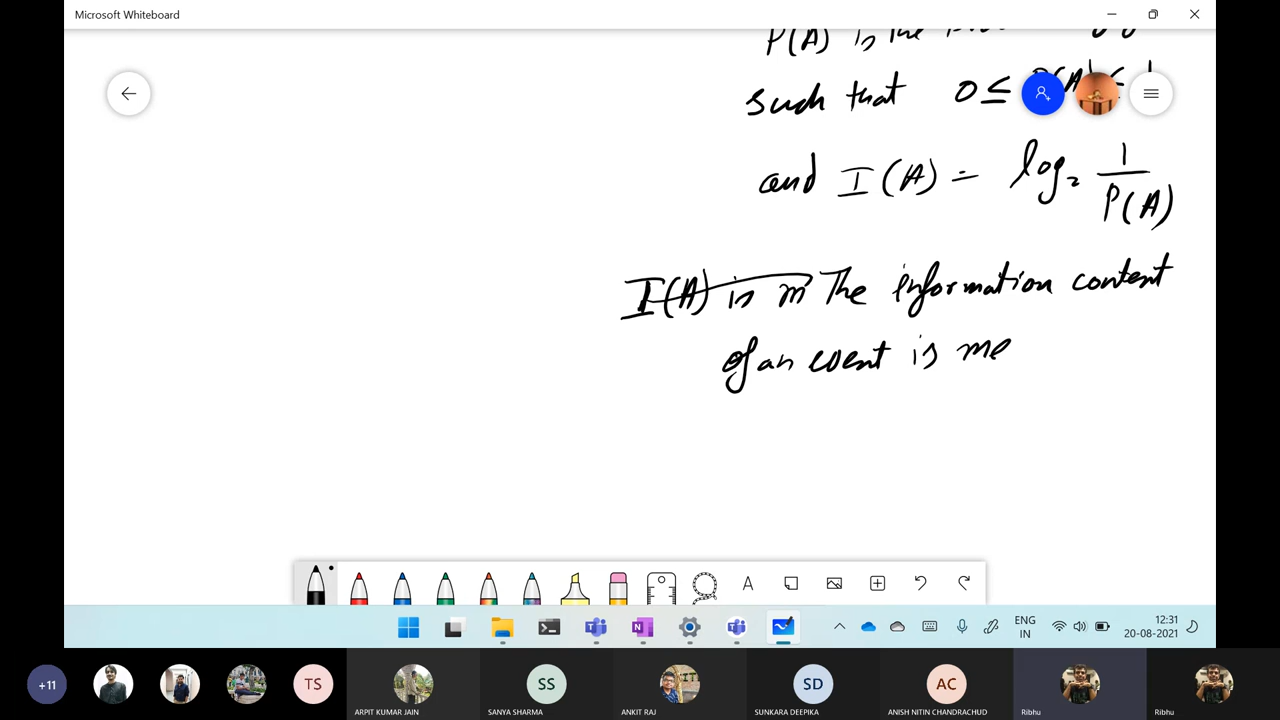 Microsoft Whiteboard
P(A) is the
such that 0 ≤
and I(A) = log₂ 1/P(A)
I(A) is m The information content
of an event is me
A
ENG
IN
12:31
20-08-2021
+11
TS
SS
SD
AC
ARPIT KUMAR JAIN
SANYA SHARMA
ANKIT RAJ
SUNKARA DEEPIKA
ANISH NITIN CHANDRACHUD
Ribhu
Ribhu